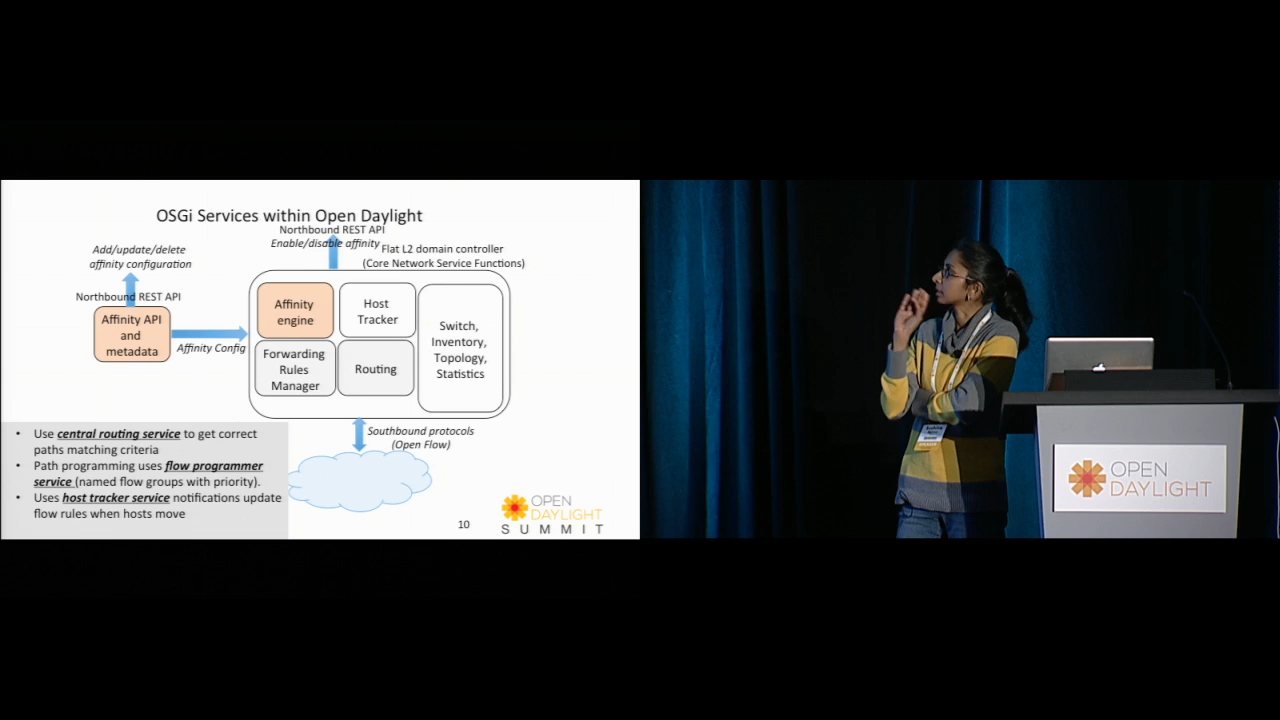 OSGi Services within Open Daylight
Northbound REST API
Enable/disable affinity
Add/update/delete
affinity configuration
Flat L2 domain controller
(Core Network Service Functions)
Northbound REST API
Affinity API
and
metadata
Affinity Config
Affinity
engine
Host
Tracker
Forwarding
Rules
Manager
Routing
Switch,
Inventory,
Topology,
Statistics
Southbound protocols
(Open Flow)
• Use central routing service to get correct
paths matching criteria
• Path programming uses flow programmer
service (named flow groups with priority).
• Uses host tracker service notifications update
flow rules when hosts move
10
OPEN
DAYLIGHT
SUMMIT
OPEN
DAYLIGHT